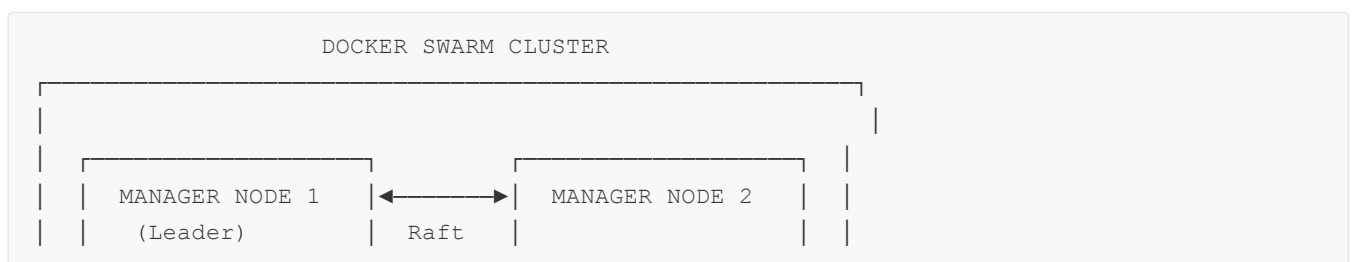 DOCKER SWARM CLUSTER
MANAGER NODE 1 MANAGER NODE 2
(Leader) Raft